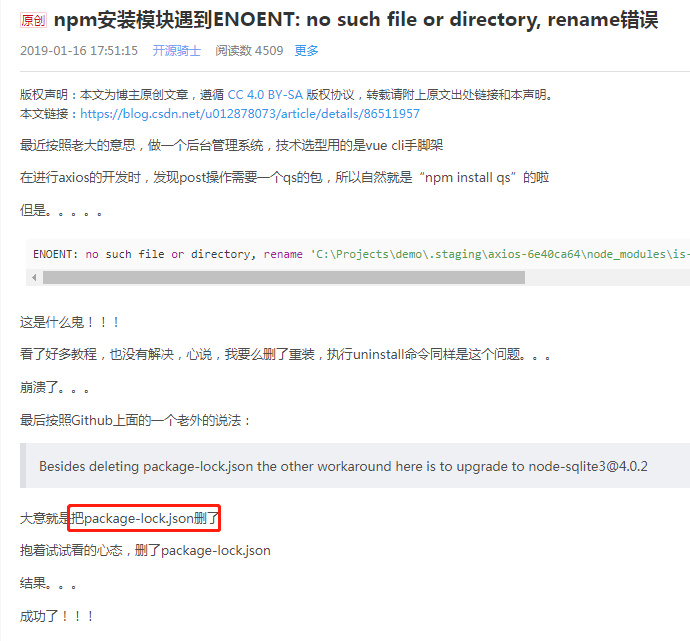 原创 npm安装模块遇到ENOENT: no such file or directory, rename错误
2019-01-16 17:51:15 开源骑士 阅读数 4509 更多
版权声明：本文为博主原创文章，遵循 CC 4.0 BY-SA 版权协议，转载请附上原文出处链接和本声明。
本文链接：https://blog.csdn.net/u012878073/article/details/86511957
最近按照老大的意思，做一个后台管理系统，技术选型用的是vue cli手脚架
在进行axios的开发时，发现post操作需要一个qs的包，所以自然就是“npm install qs”的啦
但是。。。。。
ENOENT: no such file or directory, rename 'C:\Projects\demo\.staging\axios-6e40ca64\node_modules\is-
这是什么鬼！！！
看了好多教程，也没有解决，心说，我要么删了重装，执行uninstall命令同样是这个问题。。。
崩溃了。。。
最后按照Github上面的一个老外的说法：
Besides deleting package-lock.json the other workaround here is to upgrade to node-sqlite3@4.0.2
大意就是把package-lock.json删了
抱着试试看的心态，删了package-lock.json
结果。。。
成功了！！！